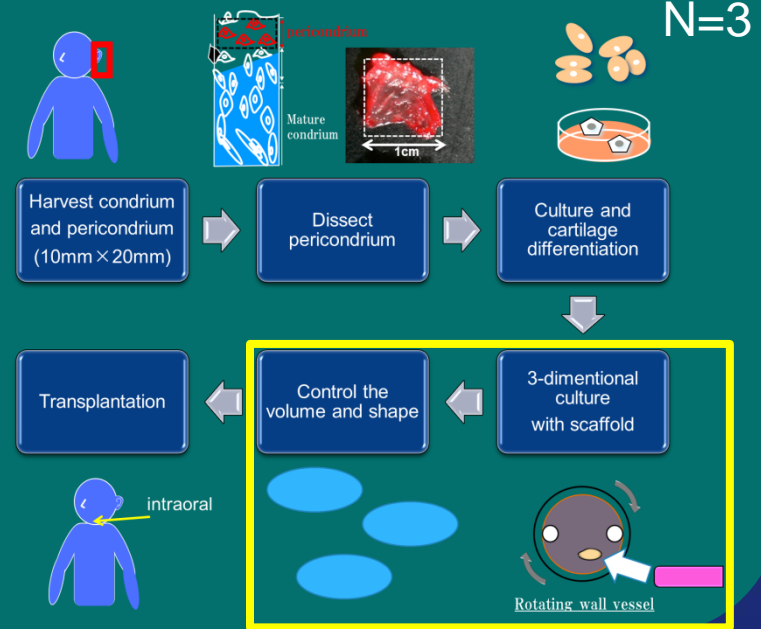 N=3
pericondrium
Mature
condrium
1cm
Harvest condrium
and pericondrium
(10mm×20mm)
Dissect
pericondrium
Culture and
cartilage
differentiation
Transplantation
Control the
volume and shape
3-dimentional
culture
with scaffold
intraoral
Rotating wall vessel